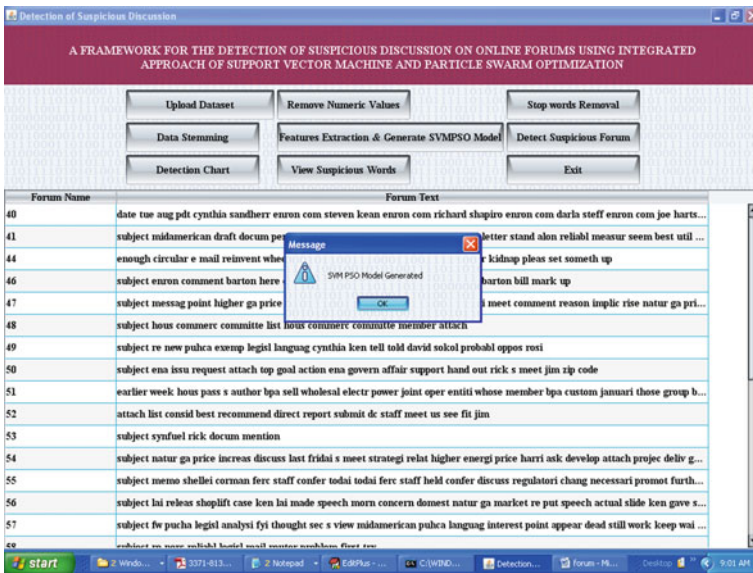 Detection of Suspicious Discussion
A FRAMEWORK FOR THE DETECTION OF SUSPICIOUS DISCUSSION ON ONLINE FORUMS USING INTEGRATED
APPROACH OF SUPPORT VECTOR MACHINE AND PARTICLE SWARM OPTIMIZATION
Upload Dataset Remove Numeric Values Stop words Removal
Data Stemming Features Extraction & Generate SVMPSO Model Detect Suspicious Forum
Detection Chart View Suspicious Words Exit
Forum Name Forum Text
40 date tue aug pdt cynthia sandherr enron com steven kean enron com richard shapiro enron com darla steff enron com joe harts...
41 subject midamerican draft docum per letter stand alon reliabl measur seem best util ...
Message
44 enough circular e mail reinvent whe r kidnap pleas set someth up
SVM PSO Model Generated
46 subject enron comment barton here barton bill mark up
47 subject messag point higher ga price i meet comment reason implic rise natur ga pri...
OK
48 subject hous commerc committe list hous commerc committe member attach
49 subject re new puhca exemp legisl languag cynthia ken tell told david sokol probabl oppos rosi
50 subject ena issu request attach top goal action ena govern affair support hand out rick s meet jim zip code
51 earlier week hous pass s author bpa sell wholesal electr power joint oper entiti whose member bpa custom januari those group b...
52 attach list consid best recommend direct report submit dc staff meet us see fit jim
53 subject synfuel rick docum mention
54 subject natur ga price increas discuss last fridai s meet strategi relat higher energi price harri ask develop attach projec deliv g...
55 subject memo shellei corman ferc staff confer todai todai ferc staff held confer discuss regulatori chang necessari promot furth...
56 subject lai releas shoplift case ken lai made speech morn concern domest natur ga market re put speech actual slide ken gave s...
57 subject fw pucha legisl analysi fyi thought sec s view midamerican puhca languag interest point appear dead still work keep wai ...
start 2 Windo... 3371-813... 2 Notepad EditPlus - ... C:\WIND... Detection... forum - Mi... Desktop 9:01 AM